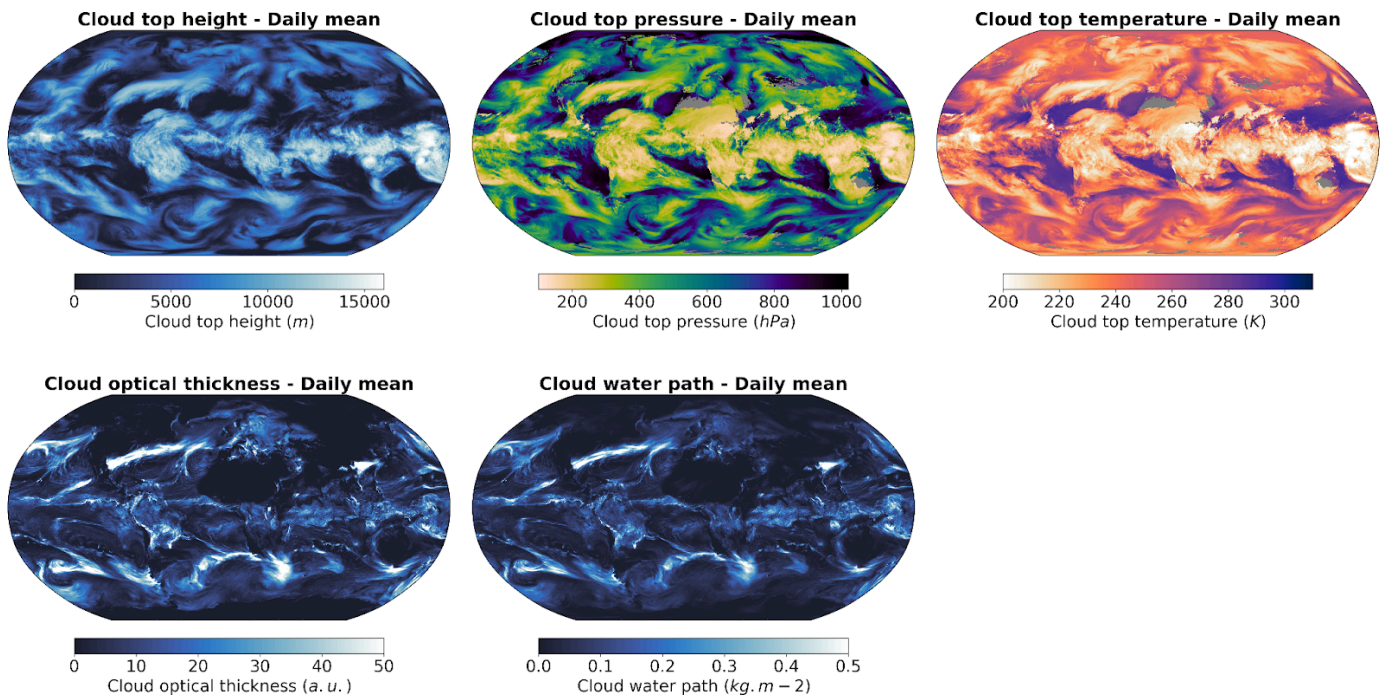 Cloud top height - Daily mean
Cloud top pressure - Daily mean
Cloud top temperature - Daily mean
0 5000 10000 15000
Cloud top height (m)
200 400 600 800 1000
Cloud top pressure (hPa)
200 220 240 260 280 300
Cloud top temperature (K)
Cloud optical thickness - Daily mean
Cloud water path - Daily mean
0 10 20 30 40 50
Cloud optical thickness (a.u.)
0.0 0.1 0.2 0.3 0.4 0.5
Cloud water path (kg.m − 2)